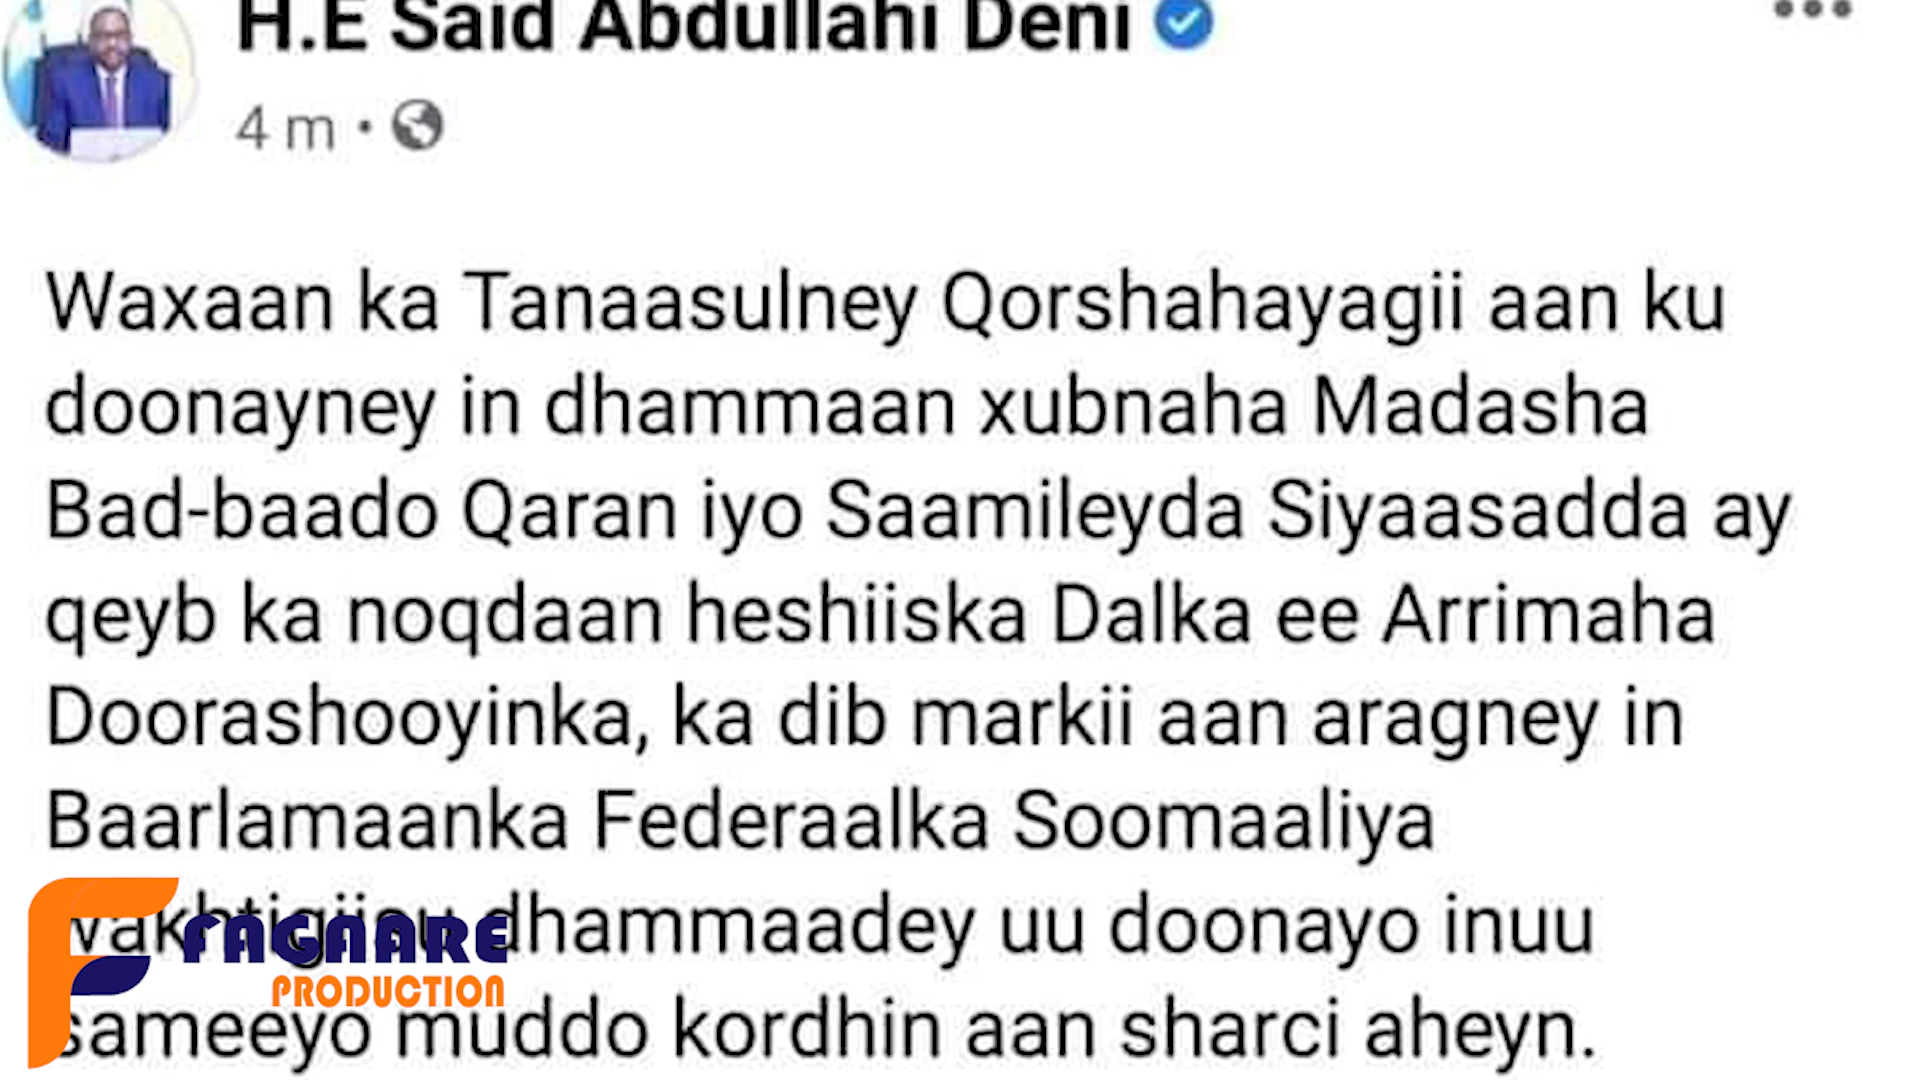 H.E Said Abdullahi Deni
4 m
Waxaan ka Tanaasulney Qorshahayagii aan ku
doonayney in dhammaan xubnaha Madasha
Bad-baado Qaran iyo Saamileyda Siyaasadda ay
qeyb ka noqdaan heshiiska Dalka ee Arrimaha
Doorashooyinka, ka dib markii aan aragney in
Baarlamaanka Federaalka Soomaaliya
dhammaadey uu doonayo inuu
sameeyo muddo kordhin aan sharci aheyn.
FAGAARE
PRODUCTION